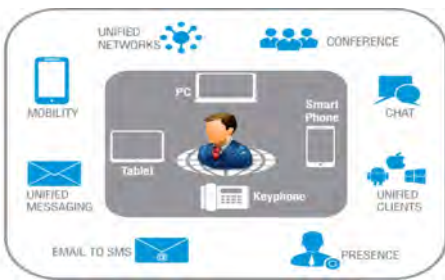 UNIFIED
NETWORKS
CONFERENCE
MOBILITY
PC
Smart
Phone
CHAT
Tablet
Keyphone
UNIFIED
MESSAGING
UNIFIED
CLIENTS
EMAIL TO SMS
@
PRESENCE
@